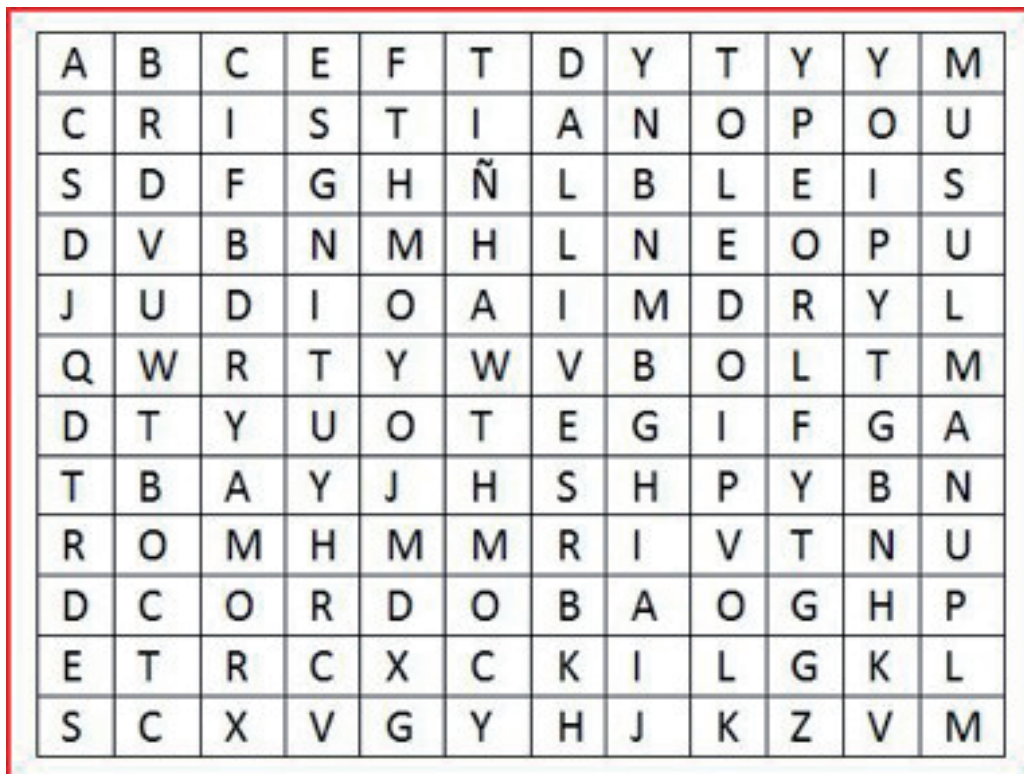 A B C E F T D Y T Y Y M
C R I S T I A N O P O U
S D F G H Ñ L B L E I S
D V B N M H L N E O P U
J U D I O A I M D R Y L
Q W R T Y W V B O L T M
D T Y U O T E G I F G A
T B A Y J H S H P Y B N
R O M H M M R I V T N U
D C O R D O B A O G H P
E T R C X C K I L G K L
S C X V G Y H J K Z V M